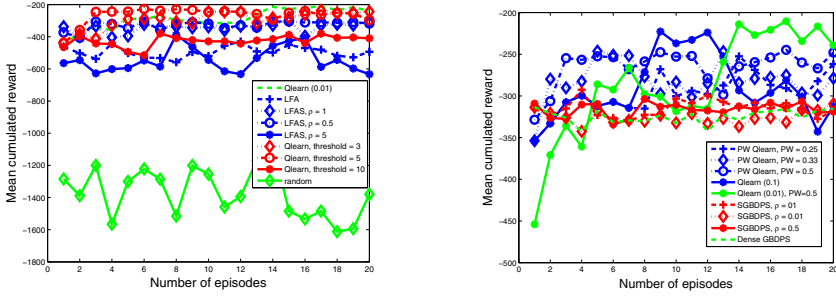 -200
-400
-600
-800
-1000
-1200
-1400
-1600
-1800
0 2 4 6 8 10 12 14 16 18 20
Mean cumulated reward
Number of episodes
Qlearn (0.01)
LFA
LFAS, ρ = 1
LFAS, ρ = 0.5
LFAS, ρ = 5
Qlearn, threshold = 3
Qlearn, threshold = 5
Qlearn, threshold = 10
random
-200
-250
-300
-350
-400
-450
-500
0 2 4 6 8 10 12 14 16 18 20
Mean cumulated reward
Number of episodes
PW Qlearn, PW = 0.25
PW Qlearn, PW = 0.33
PW Qlearn, PW = 0.5
Qlearn (0.1)
Qlearn (0.01), PW=0.5
SGBDPS, ρ = 01
SGBDPS, ρ = 0.01
SGBDPS, ρ = 0.5
Dense GBDPS